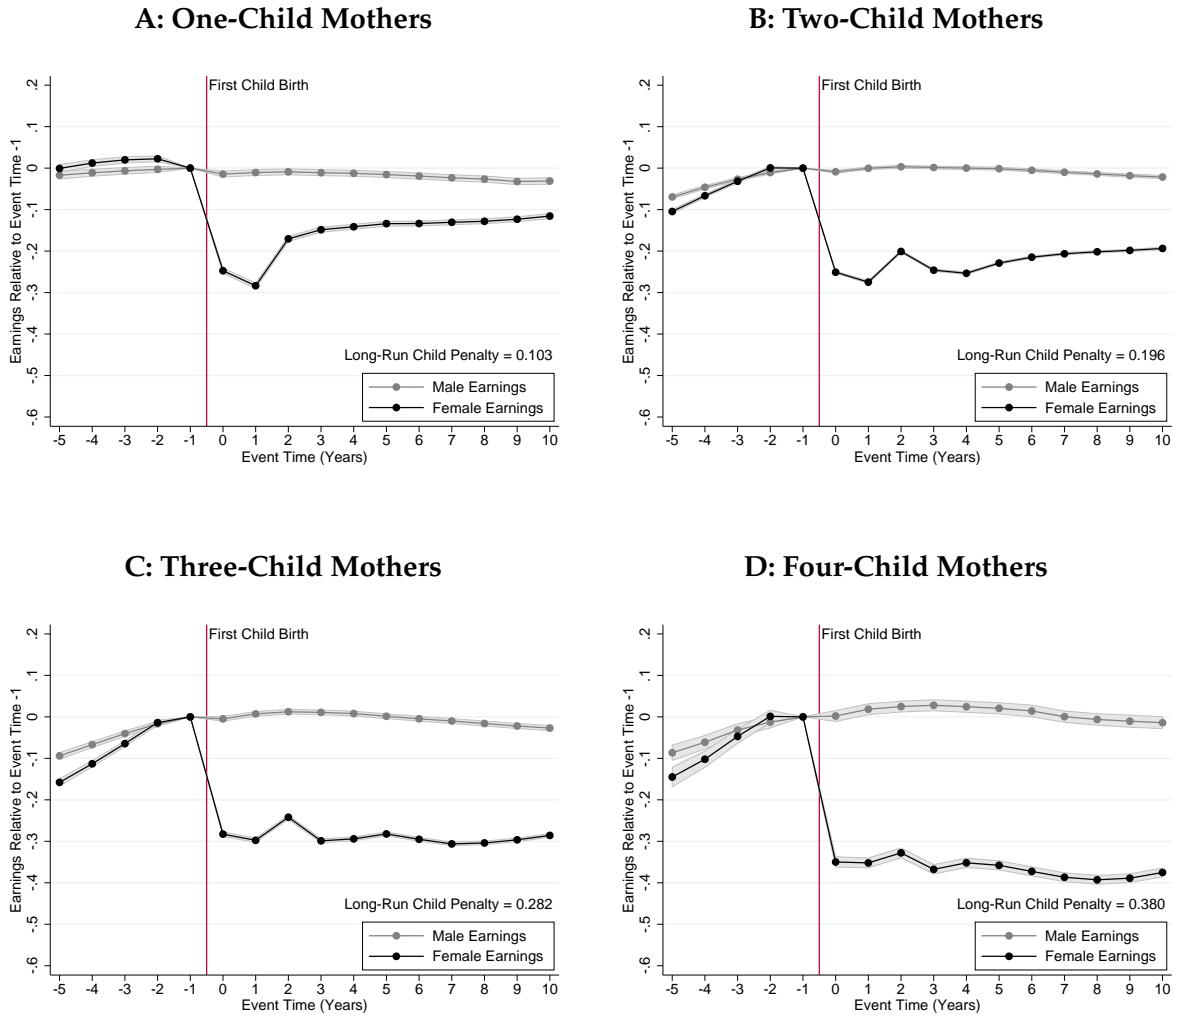 A: One-Child Mothers
Earnings Relative to Event Time -1
.2
.1
0
-.1
-.2
-.3
-.4
-.5
-.6
First Child Birth
Long-Run Child Penalty = 0.103
Male Earnings
Female Earnings
-5 -4 -3 -2 -1 0 1 2 3 4 5 6 7 8 9 10
Event Time (Years)
B: Two-Child Mothers
Earnings Relative to Event Time -1
.2
.1
0
-.1
-.2
-.3
-.4
-.5
-.6
First Child Birth
Long-Run Child Penalty = 0.196
Male Earnings
Female Earnings
-5 -4 -3 -2 -1 0 1 2 3 4 5 6 7 8 9 10
Event Time (Years)
C: Three-Child Mothers
Earnings Relative to Event Time -1
.2
.1
0
-.1
-.2
-.3
-.4
-.5
-.6
First Child Birth
Long-Run Child Penalty = 0.282
Male Earnings
Female Earnings
-5 -4 -3 -2 -1 0 1 2 3 4 5 6 7 8 9 10
Event Time (Years)
D: Four-Child Mothers
Earnings Relative to Event Time -1
.2
.1
0
-.1
-.2
-.3
-.4
-.5
-.6
First Child Birth
Long-Run Child Penalty = 0.380
Male Earnings
Female Earnings
-5 -4 -3 -2 -1 0 1 2 3 4 5 6 7 8 9 10
Event Time (Years)